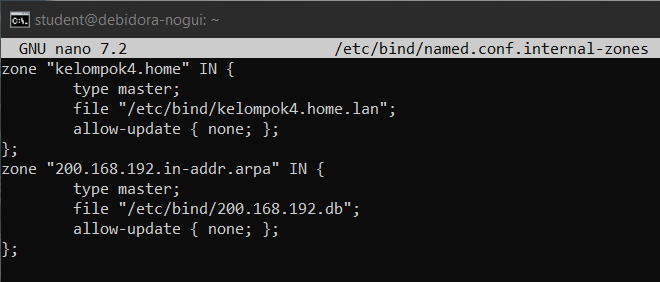 student@debidora-nogui: ~
GNU nano 7.2 /etc/bind/named.conf.internal-zones
zone "kelompok4.home" IN {
        type master;
        file "/etc/bind/kelompok4.home.lan";
        allow-update { none; };
};
zone "200.168.192.in-addr.arpa" IN {
        type master;
        file "/etc/bind/200.168.192.db";
        allow-update { none; };
};